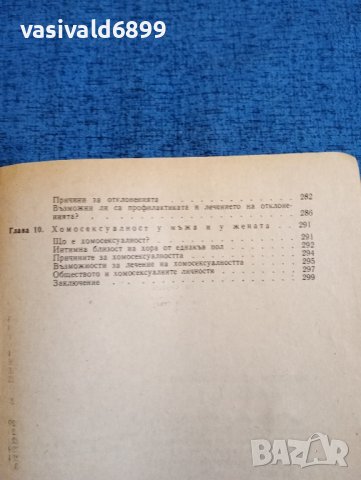 vasivald6899
Причини за отклоненията 282
Възможни ли са профилактиката и лечението на отклоне-
нията? 286
Глава 10. Хомосексуалност у мъжа и у жената 291
Що е хомосексуалност? 291
Интимна близост на хора от еднакъв пол 292
Причините за хомосексуалността 294
Възможности за лечение на хомосексуалността 295
Обществото и хомосексуалните личности 297
Заключение 299
BAZAR